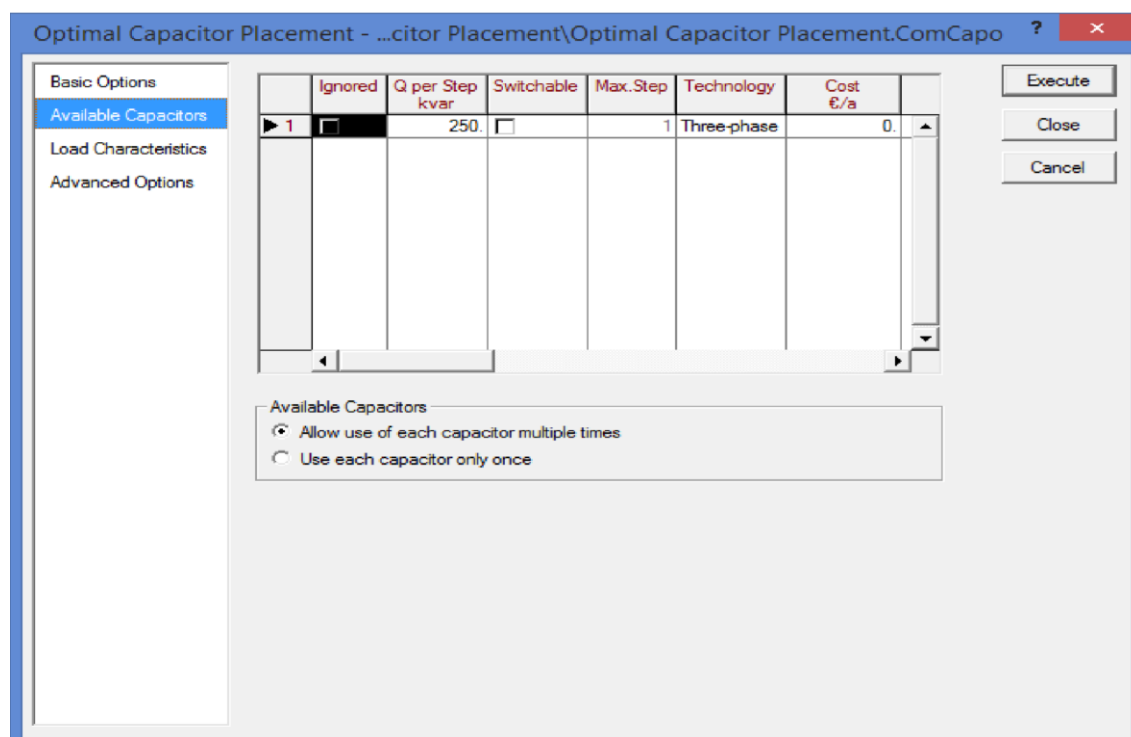 Optimal Capacitor Placement - ...citor Placement\Optimal Capacitor Placement.ComCapo ? ×
Basic Options
Available Capacitors
Load Characteristics
Advanced Options
Ignored Q per Step kvar Switchable Max.Step Technology Cost €/a
1 250. 1 Three-phase 0.
Available Capacitors
Allow use of each capacitor multiple times
Use each capacitor only once
Execute
Close
Cancel